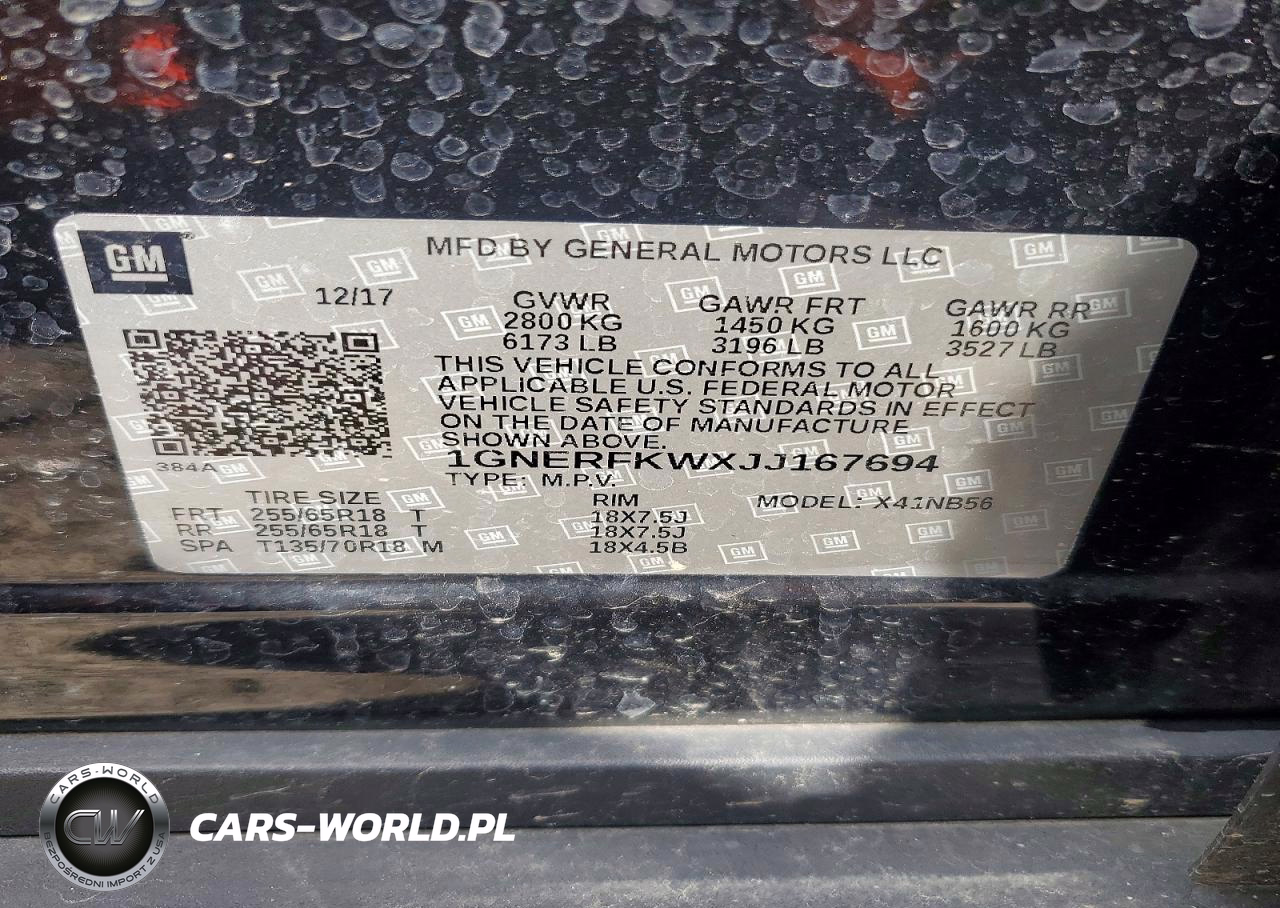 GM
MFD BY GENERAL MOTORS LLC
12/17
GVWR GAWR FRT GAWR RR
2800 KG 1450 KG 1600 KG
6173 LB 3196 LB 3527 LB
THIS VEHICLE CONFORMS TO ALL
APPLICABLE U.S. FEDERAL MOTOR
VEHICLE SAFETY STANDARDS IN EFFECT
ON THE DATE OF MANUFACTURE
SHOWN ABOVE.
384A
1GNERFKWXJJ167694
TYPE: M.P.V.
TIRE SIZE RIM MODEL: X41NB56
FRT 255/65R18 T 18X7.5J
RR 255/65R18 T 18X7.5J
SPA T135/70R18 M 18X4.5B
CARS-WORLD
CW
BEZPOŚREDNI IMPORT Z USA
CARS-WORLD.PL